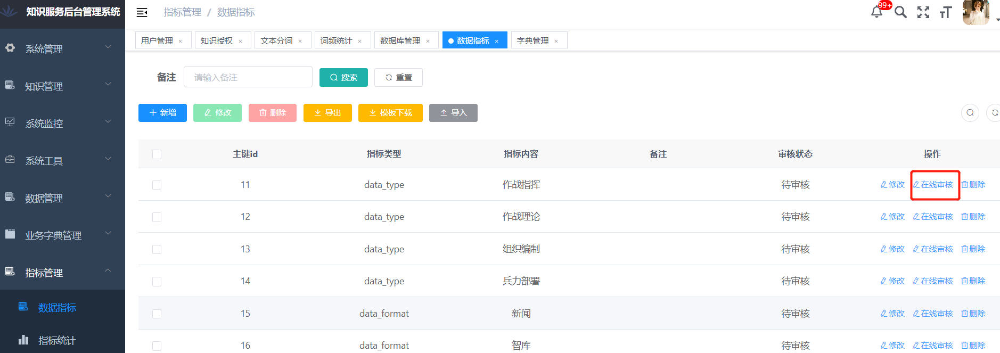 知识服务后台管理系统
指标管理 / 数据指标
99+
用户管理 × 知识授权 × 文本分词 × 词频统计 × 数据库管理 × 数据指标 × 字典管理 ×
系统管理
知识管理
系统监控
系统工具
数据管理
业务字典管理
指标管理
数据指标
指标统计
备注 请输入备注 搜索 重置
新增 修改 删除 导出 模板下载 导入
主键id 指标类型 指标内容 备注 审核状态 操作
11 data_type 作战指挥 待审核 修改 在线审核 删除
12 data_type 作战理论 待审核 修改 在线审核 删除
13 data_type 组织编制 待审核 修改 在线审核 删除
14 data_type 兵力部署 待审核 修改 在线审核 删除
15 data_format 新闻 待审核 修改 在线审核 删除
16 data_format 智库 待审核 修改 在线审核 删除